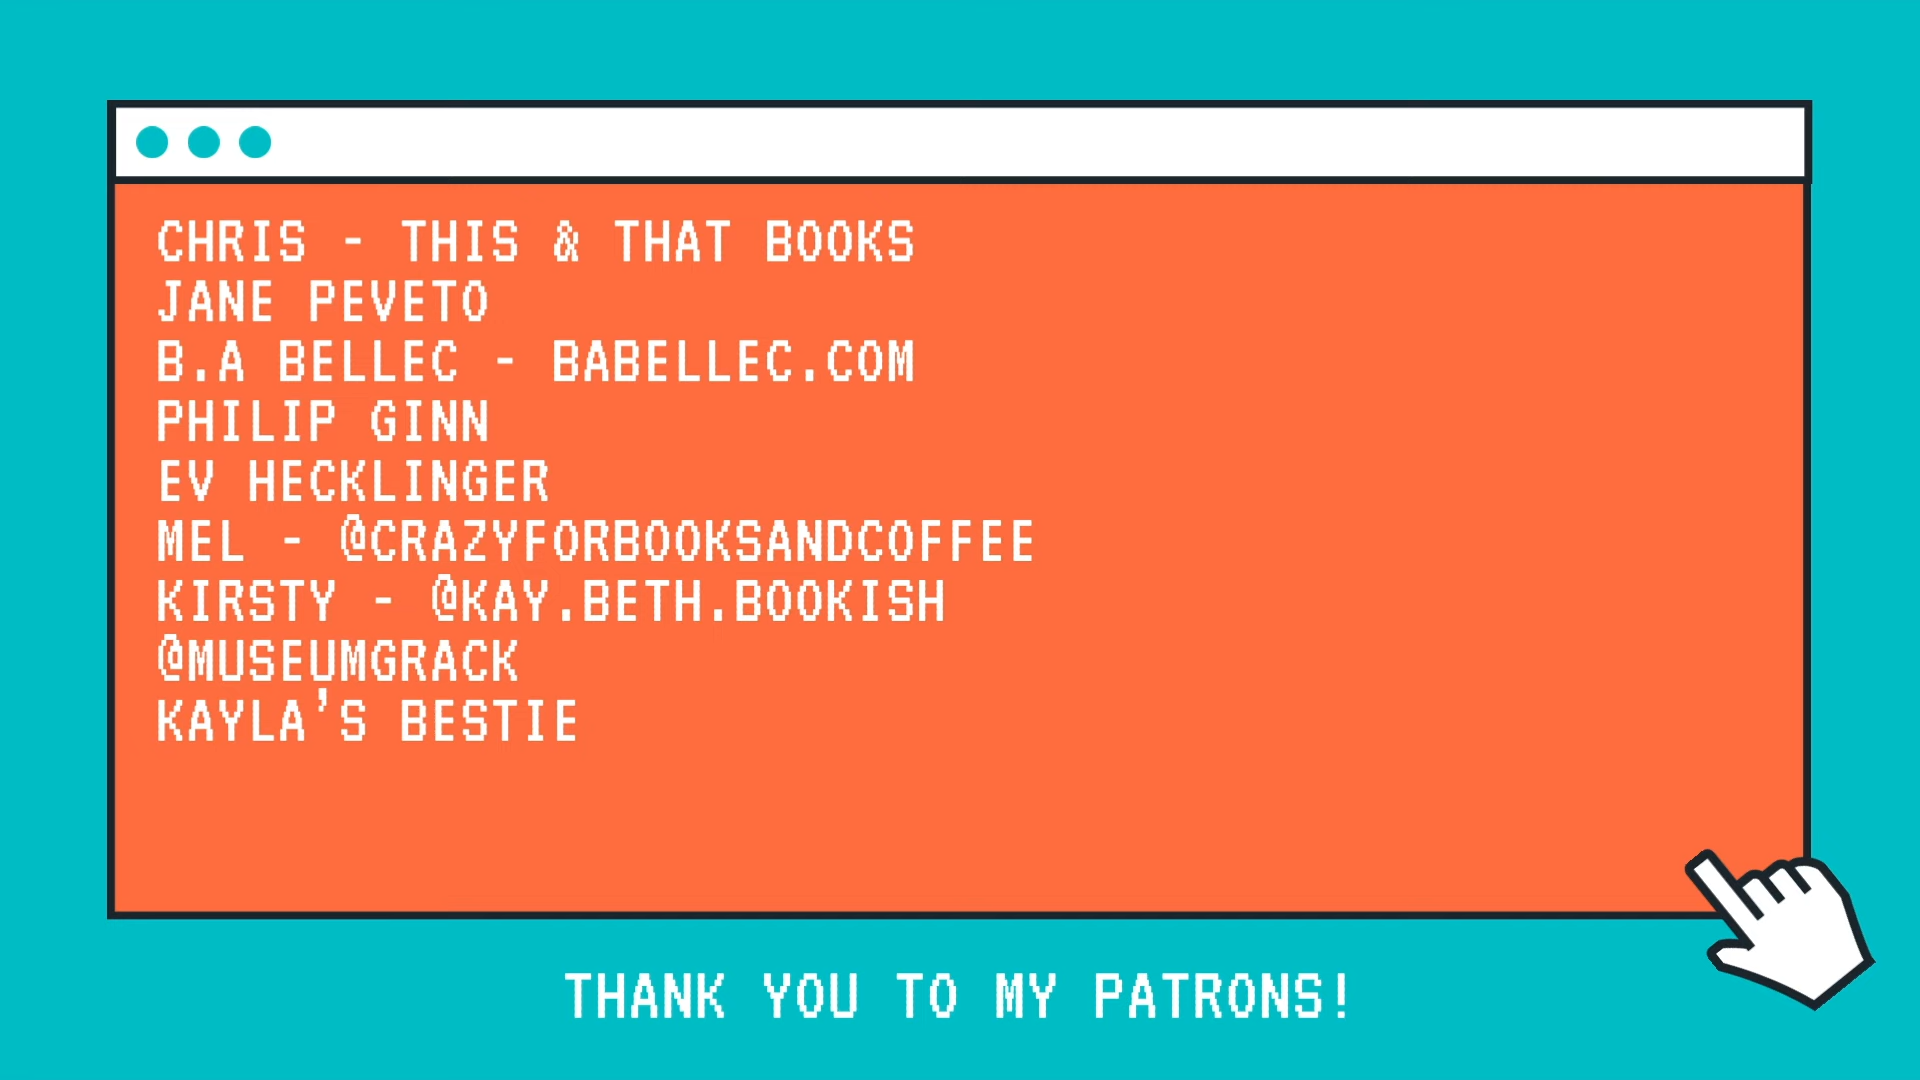 CHRIS - THIS & THAT BOOKS
JANE PEVETO
B.A BELLEC - BABELLEC.COM
PHILIP GINN
EV HECKLINGER
MEL - @CRAZYFORBOOKSANDCOFFEE
KIRSTY - @KAY.BETH.BOOKISH
@MUSEUMGRACK
KAYLA'S BESTIE
THANK YOU TO MY PATRONS!